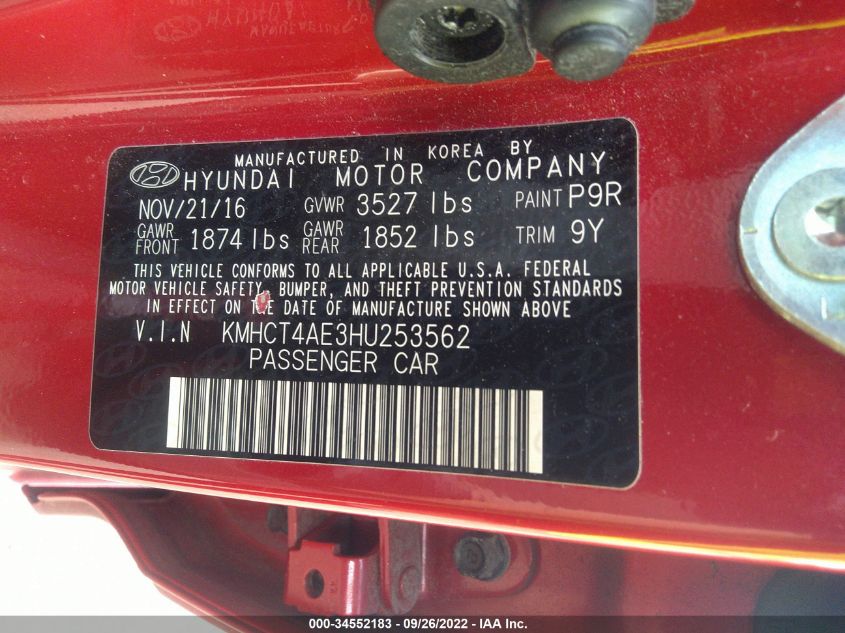 MANUFACTURED IN KOREA BY
HYUNDAI MOTOR COMPANY
NOV/21/16 GVWR 3527 lbs PAINT P9R
GAWR FRONT 1874 lbs GAWR REAR 1852 lbs TRIM 9Y
THIS VEHICLE CONFORMS TO ALL APPLICABLE U.S.A. FEDERAL
MOTOR VEHICLE SAFETY, BUMPER, AND THEFT PREVENTION STANDARDS
IN EFFECT ON THE DATE OF MANUFACTURE SHOWN ABOVE
V.I.N KMHCT4AE3HU253562
PASSENGER CAR
000-34552183 - 09/26/2022 - IAA Inc.